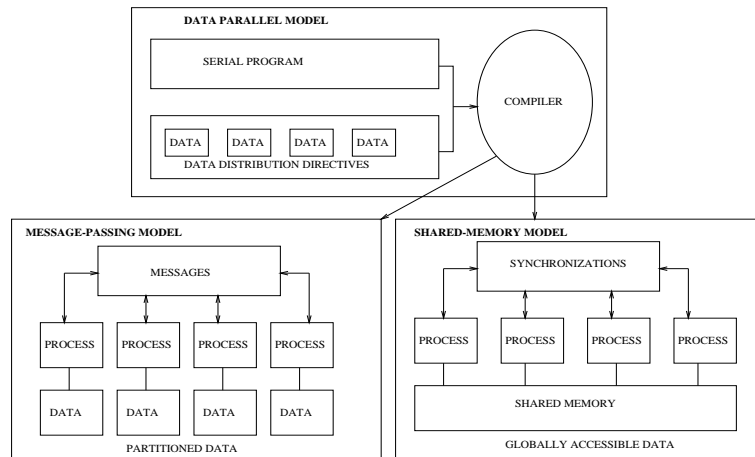 DATA PARALLEL MODEL
SERIAL PROGRAM
COMPILER
DATA DATA DATA DATA
DATA DISTRIBUTION DIRECTIVES
MESSAGE-PASSING MODEL
MESSAGES
PROCESS PROCESS PROCESS PROCESS
DATA DATA DATA DATA
PARTITIONED DATA
SHARED-MEMORY MODEL
SYNCHRONIZATIONS
PROCESS PROCESS PROCESS PROCESS
SHARED MEMORY
GLOBALLY ACCESSIBLE DATA